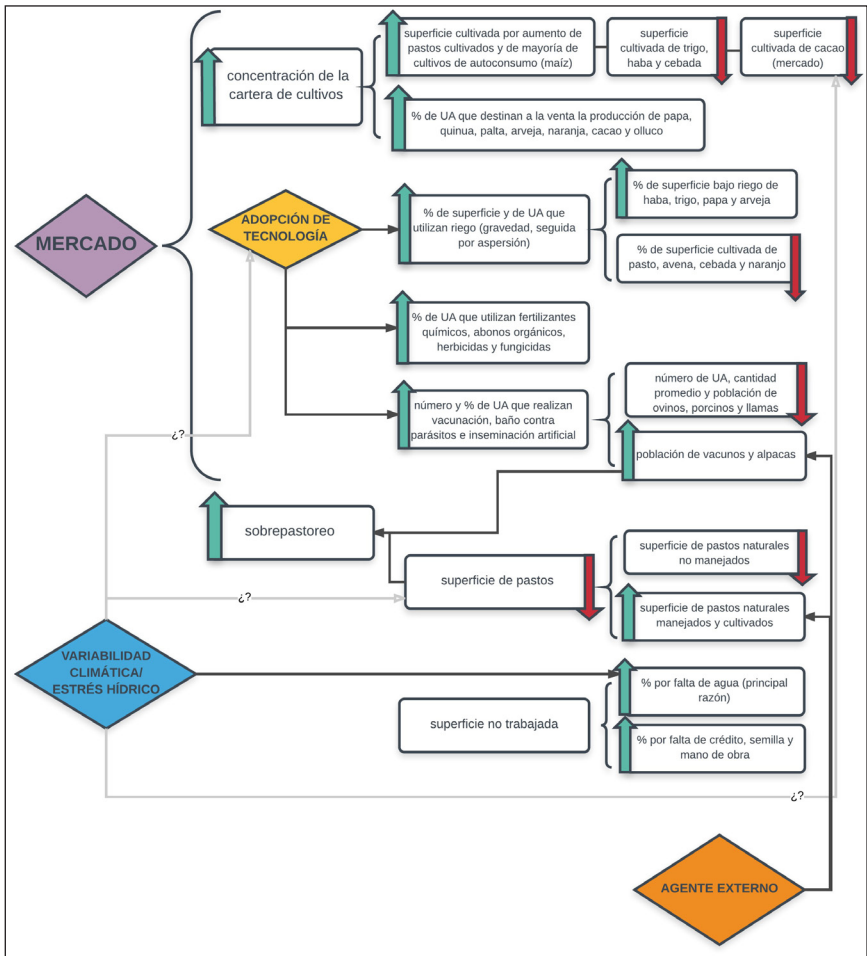 superficie cultivada por aumento de
pastos cultivados y de mayoría de
cultivos de autoconsumo (maíz)
superficie
cultivada de trigo,
haba y cebada
superficie
cultivada de cacao
(mercado)
concentración de la
cartera de cultivos
% de UA que destinan a la venta la producción de papa,
quinua, palta, arveja, naranja, cacao y olluco
MERCADO
ADOPCIÓN DE
TECNOLOGÍA
% de superficie y de UA que
utilizan riego (gravedad, seguida
por aspersión)
% de superficie bajo riego de
haba, trigo, papa y arveja
% de superficie cultivada de
pasto, avena, cebada y naranjo
% de UA que utilizan fertilizantes
químicos, abonos orgánicos,
herbicidas y fungicidas
número y % de UA que realizan
vacunación, baño contra
parásitos e inseminación artificial
número de UA, cantidad
promedio y población de
ovinos, porcinos y llamas
población de vacunos y alpacas
¿?
sobrepastoreo
superficie de pastos
superficie de pastos naturales
no manejados
superficie de pastos naturales
manejados y cultivados
¿?
VARIABILIDAD
CLIMÁTICA/
ESTRÉS HÍDRICO
% por falta de agua (principal
razón)
superficie no trabajada
% por falta de crédito, semilla y
mano de obra
¿?
AGENTE EXTERNO